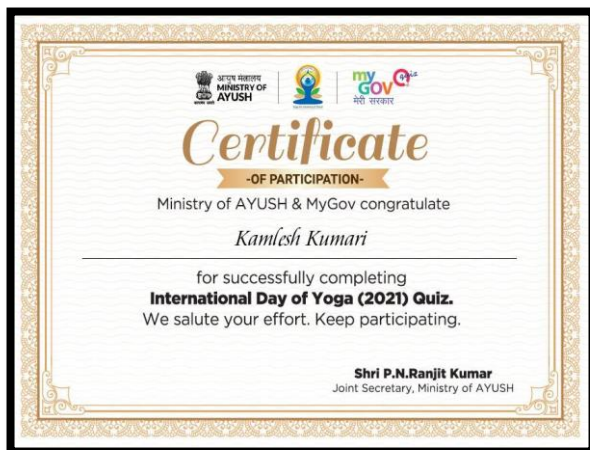 आयुष मंत्रालय
MINISTRY OF
AYUSH
my
GOV
मेरी सरकार
Certificate
-OF PARTICIPATION-
Ministry of AYUSH & MyGov congratulate
Kamlesh Kumari
for successfully completing
International Day of Yoga (2021) Quiz.
We salute your effort. Keep participating.
Shri P.N.Ranjit Kumar
Joint Secretary, Ministry of AYUSH